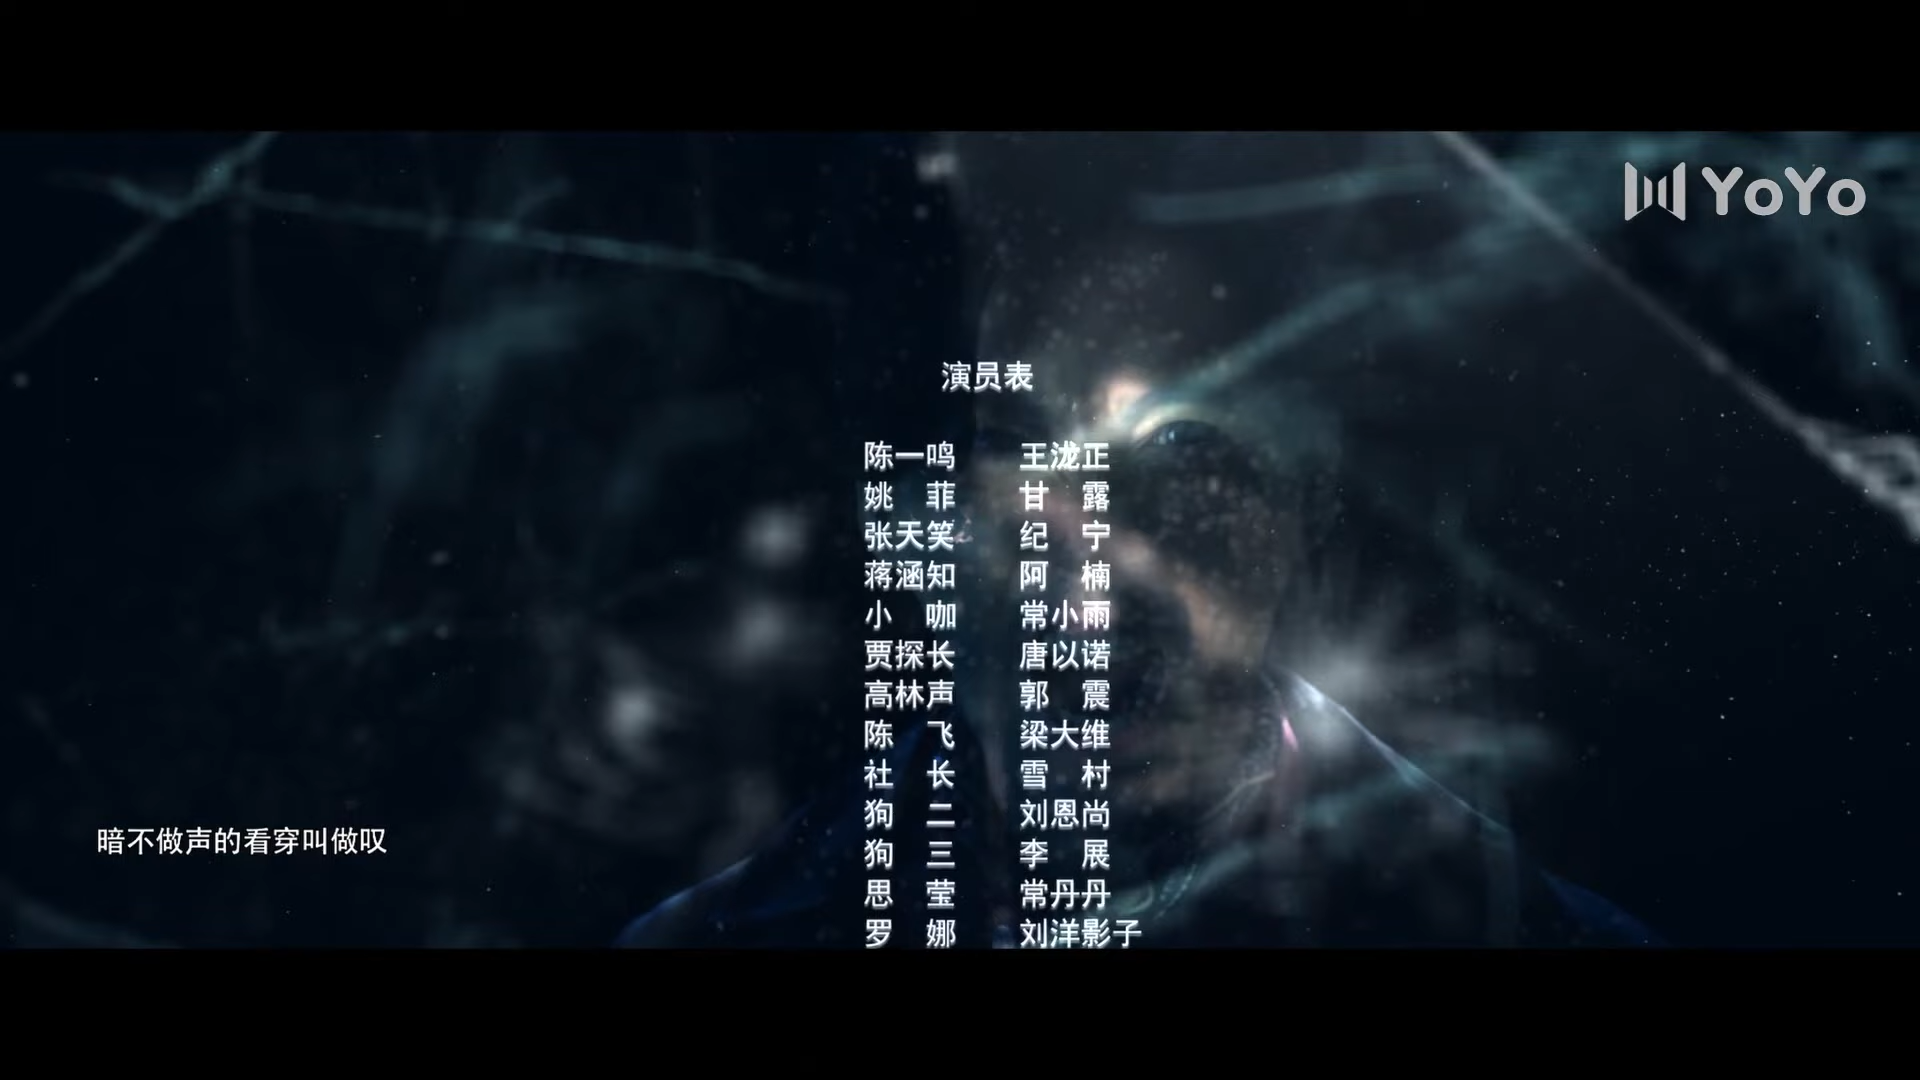 YoYo
演员表
陈一鸣 王泷正
姚菲 甘露
张天笑 纪宁
蒋涵知 阿楠
小咖 常小雨
贾探长 唐以诺
高林声 郭震
陈飞 梁大维
社长 雪村
狗二 刘恩尚
狗三 李展
思莹 常丹丹
罗娜 刘洋影子
暗不做声的看穿叫做叹